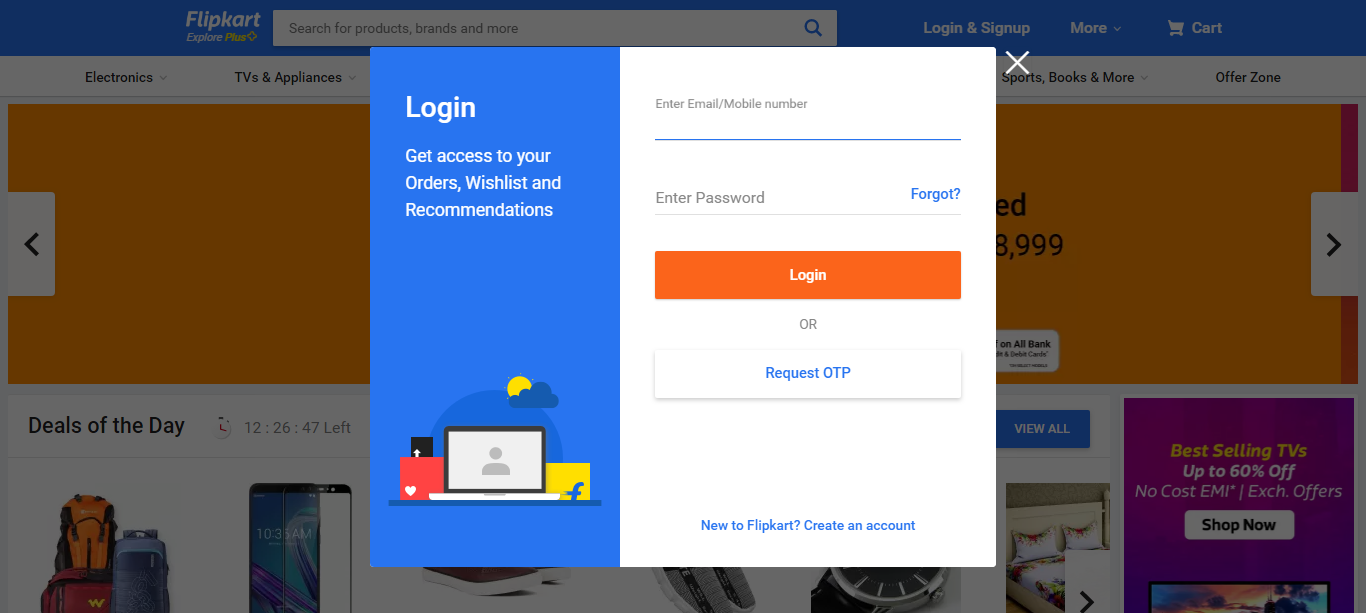 Flipkart
Explore Plus
Search for products, brands and more
Login & Signup
More
Cart
Electronics
TVs & Appliances
Sports, Books & More
Offer Zone
Login
Get access to your
Orders, Wishlist and
Recommendations
Enter Email/Mobile number
Enter Password
Forgot?
Login
OR
Request OTP
New to Flipkart? Create an account
ed
8,999
f on All Bank
it & Debit Cards*
Deals of the Day
12 : 26 : 47 Left
VIEW ALL
10:35 AM
Best Selling TVs
Up to 60% Off
No Cost EMI* | Exch. Offers
Shop Now